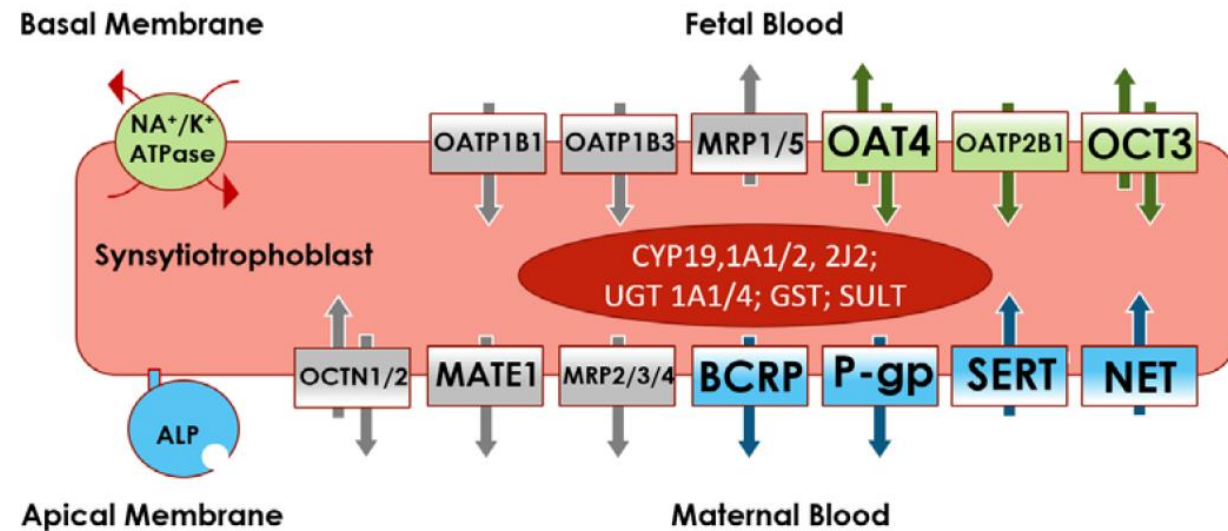 Basal Membrane
Fetal Blood
NA⁺/K⁺
ATPase
OATP1B1
OATP1B3
MRP1/5
OAT4
OATP2B1
OCT3
Synsytiotrophoblast
CYP19,1A1/2, 2J2;
UGT 1A1/4; GST; SULT
OCTN1/2
MATE1
MRP2/3/4
BCRP
P-gp
SERT
NET
ALP
Apical Membrane
Maternal Blood